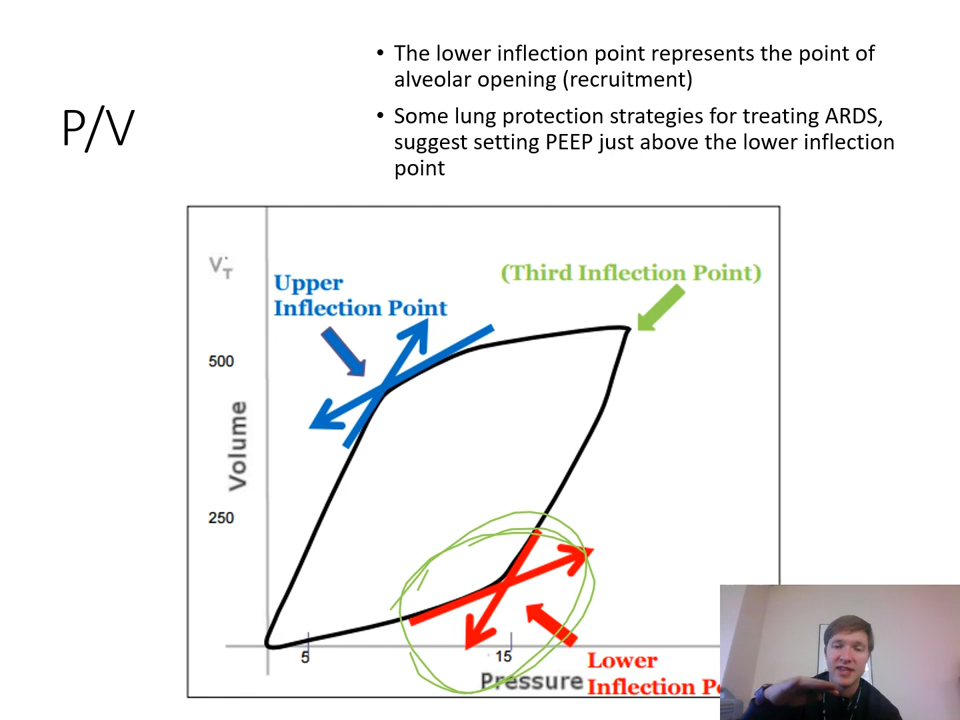 • The lower inflection point represents the point of
alveolar opening (recruitment)
P/V
• Some lung protection strategies for treating ARDS,
suggest setting PEEP just above the lower inflection
point
V̇T
(Third Inflection Point)
Upper
Inflection Point
500
Volume
250
5
15
Lower
Pressure
Inflection